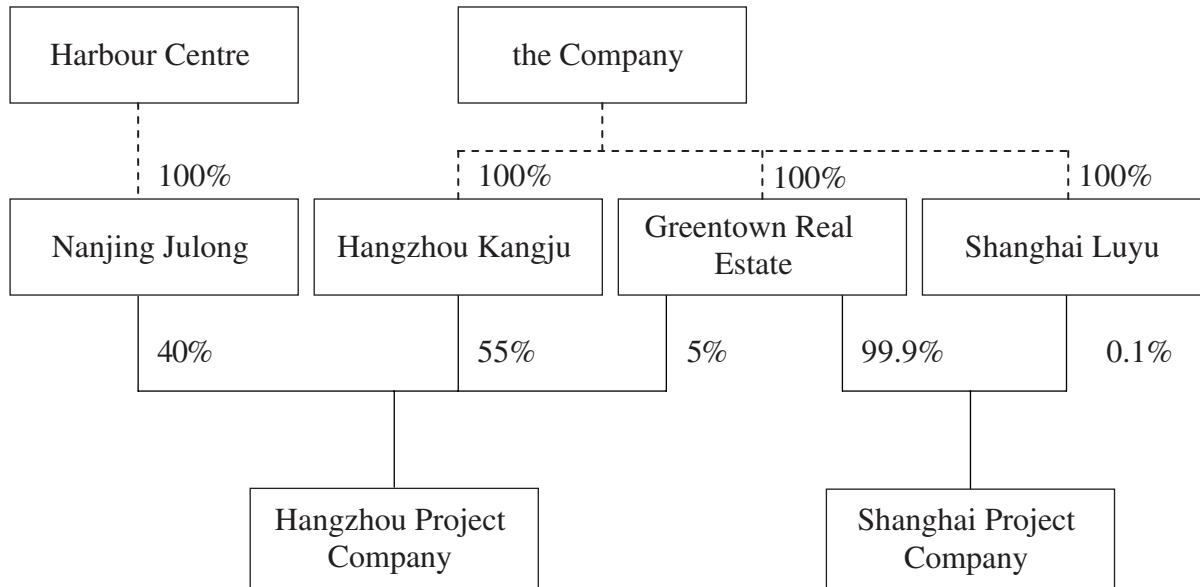 Harbour Centre
the Company
100%
100%
100%
100%
Nanjing Julong
Hangzhou Kangju
Greentown Real
Estate
Shanghai Luyu
40%
55%
5%
99.9%
0.1%
Hangzhou Project
Company
Shanghai Project
Company